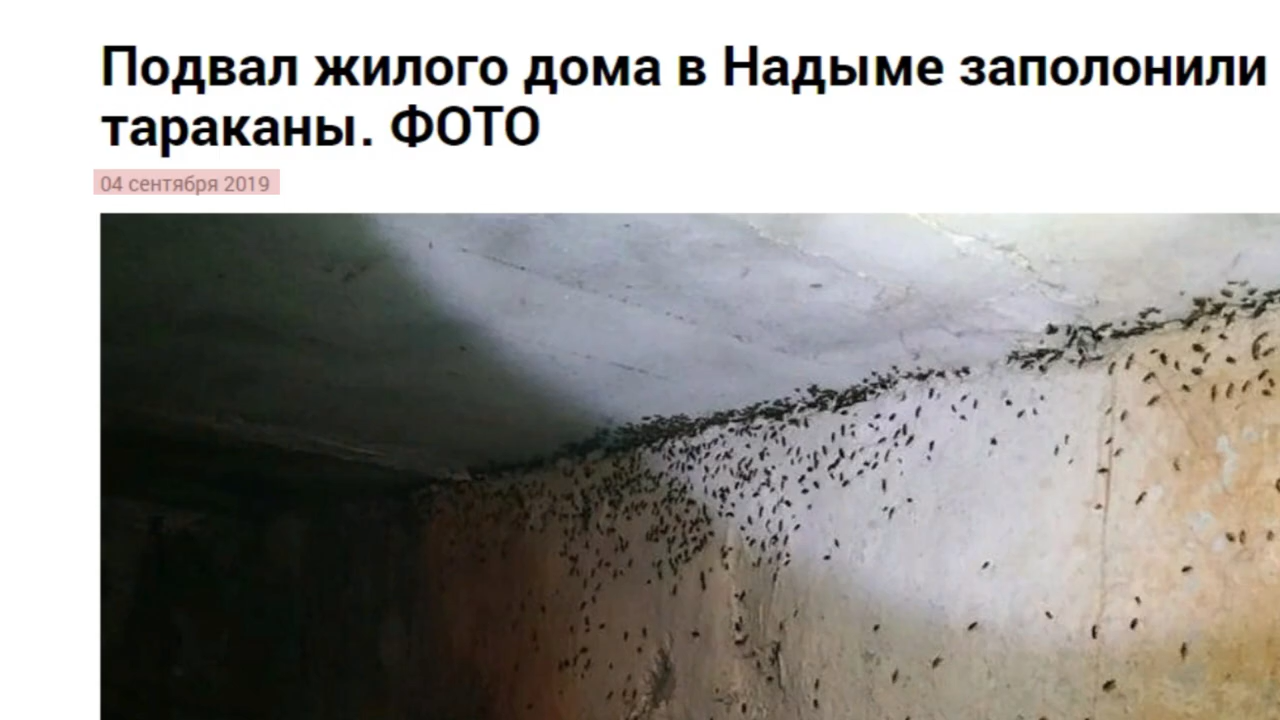 Подвал жилого дома в Надыме заполонили
тараканы. ФОТО
04 сентября 2019